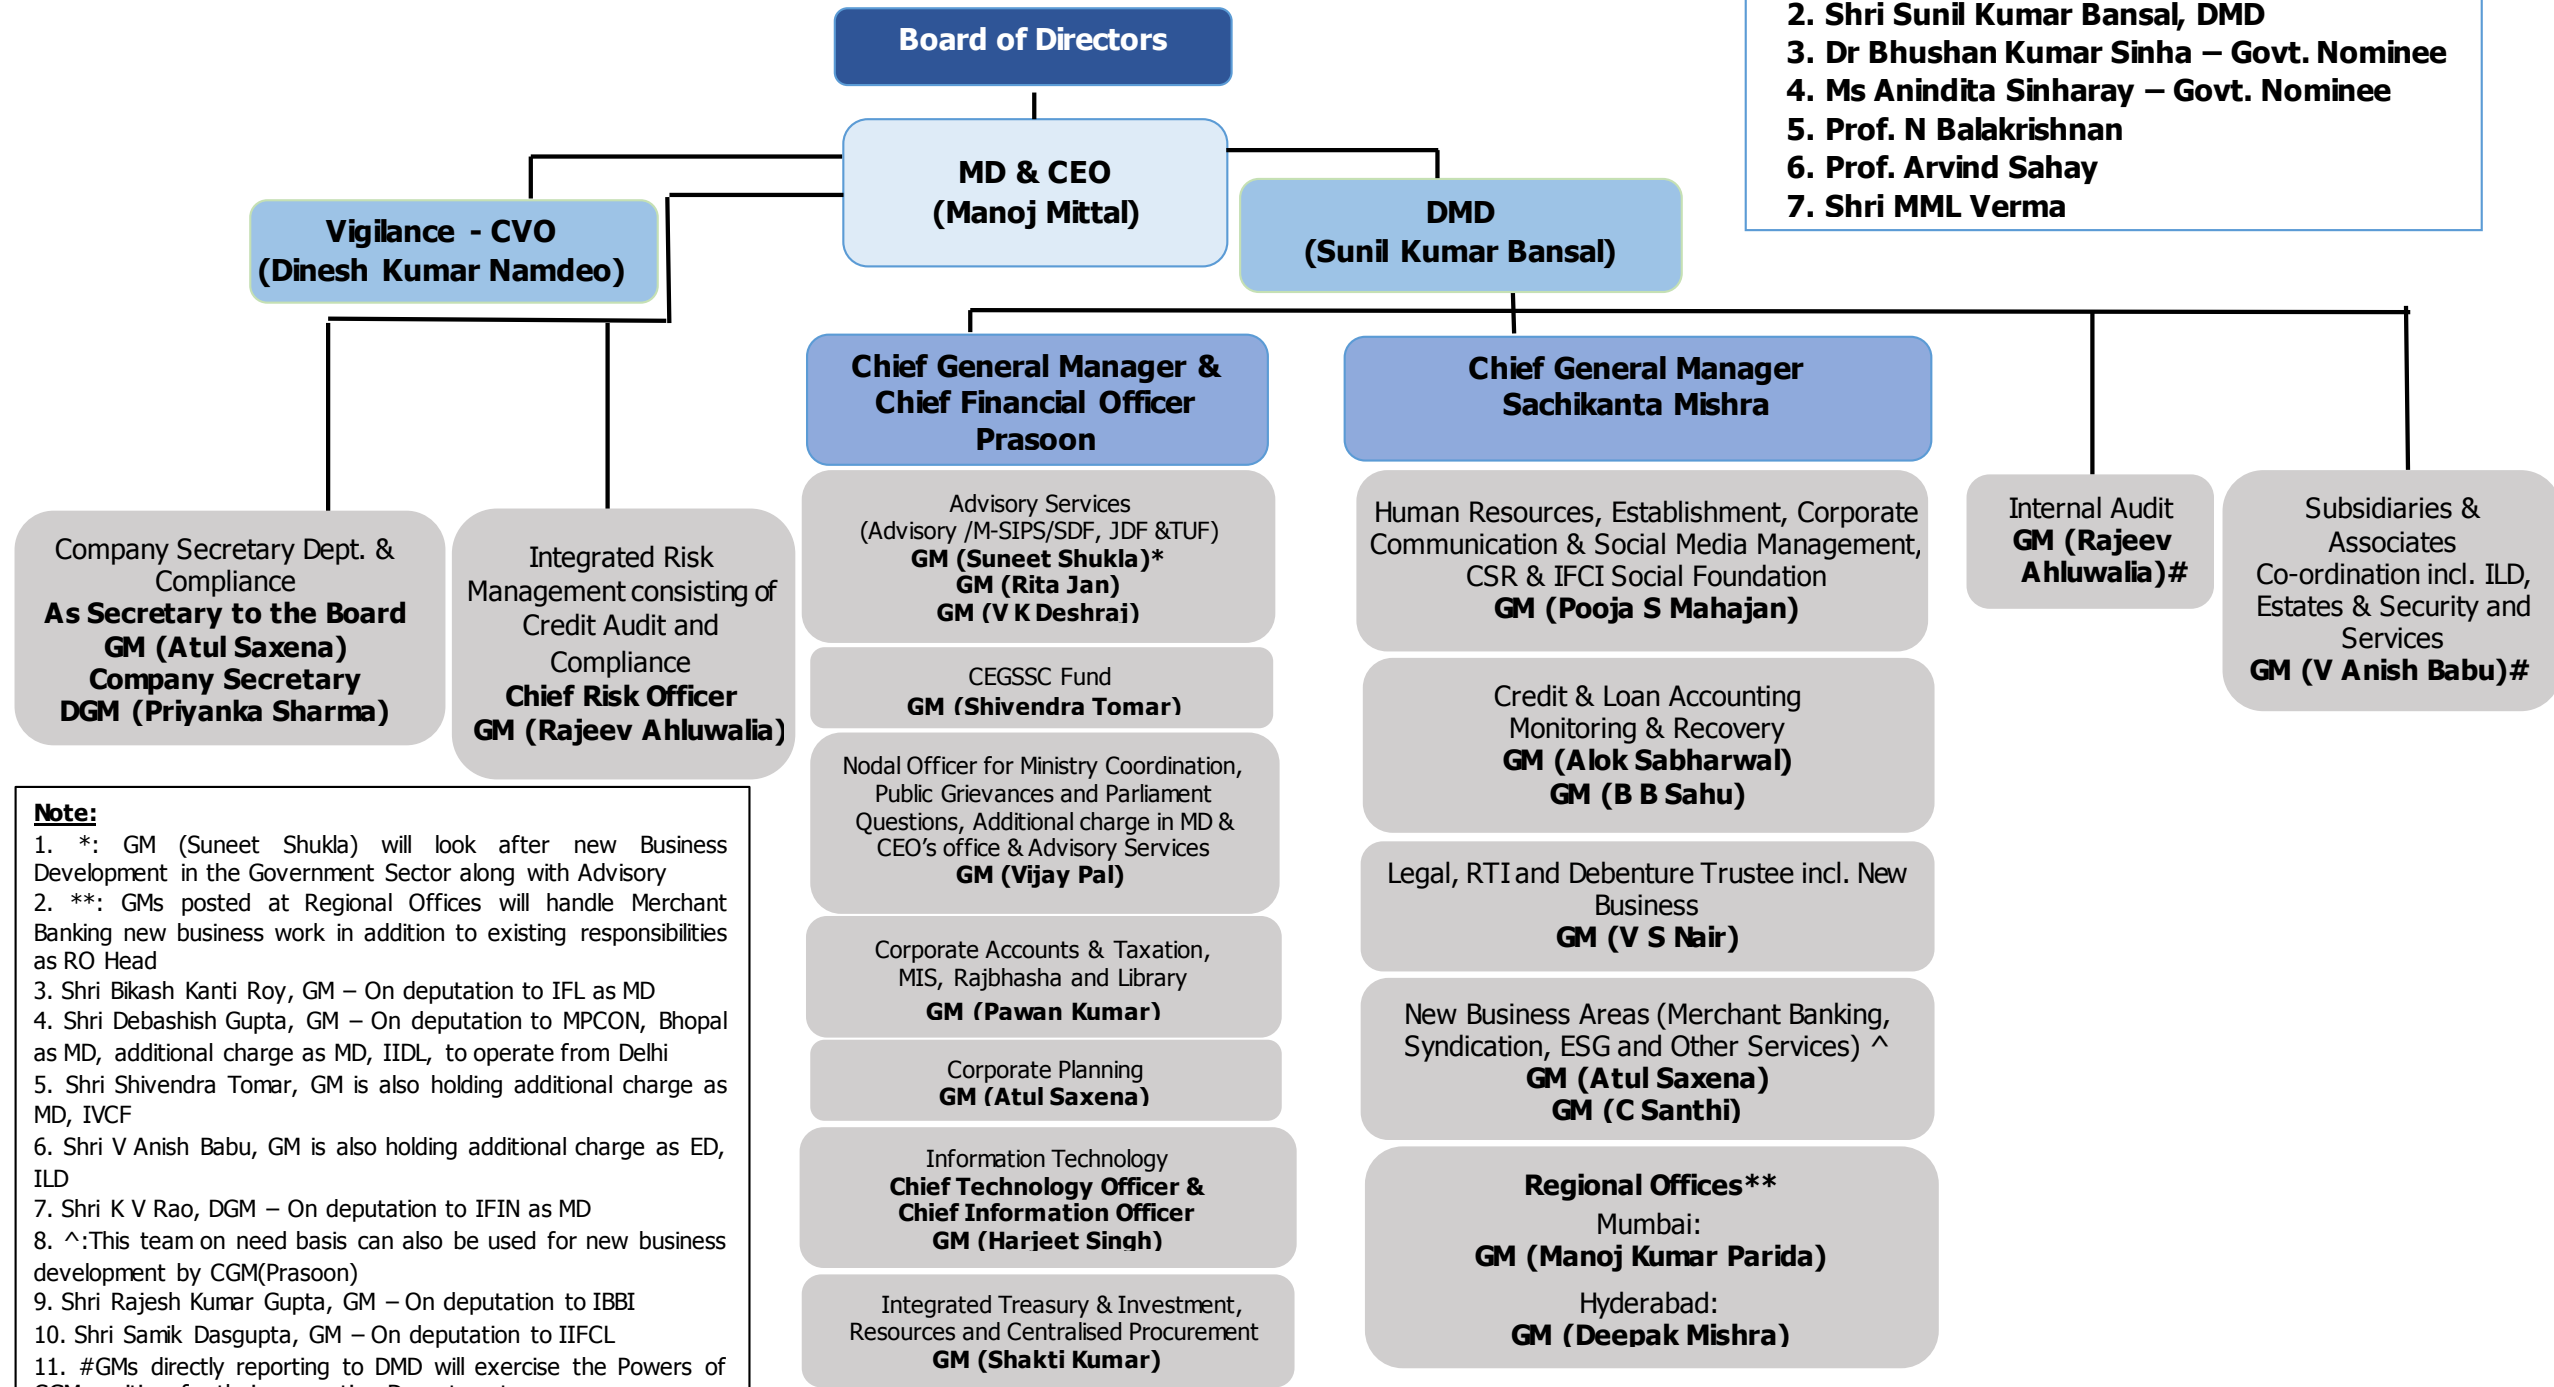 Board of Directors
2. Shri Sunil Kumar Bansal, DMD
3. Dr Bhushan Kumar Sinha – Govt. Nominee
4. Ms Anindita Sinharay – Govt. Nominee
5. Prof. N Balakrishnan
6. Prof. Arvind Sahay
7. Shri MML Verma
MD & CEO
(Manoj Mittal)
Vigilance - CVO
(Dinesh Kumar Namdeo)
DMD
(Sunil Kumar Bansal)
Company Secretary Dept. &
Compliance
As Secretary to the Board
GM (Atul Saxena)
Company Secretary
DGM (Priyanka Sharma)
Integrated Risk
Management consisting of
Credit Audit and
Compliance
Chief Risk Officer
GM (Rajeev Ahluwalia)
Chief General Manager &
Chief Financial Officer
Prasoon
Advisory Services
(Advisory /M-SIPS/SDF, JDF &TUF)
GM (Suneet Shukla)*
GM (Rita Jan)
GM (V K Deshraj)
CEGSSC Fund
GM (Shivendra Tomar)
Nodal Officer for Ministry Coordination,
Public Grievances and Parliament
Questions, Additional charge in MD &
CEO’s office & Advisory Services
GM (Vijay Pal)
Corporate Accounts & Taxation,
MIS, Rajbhasha and Library
GM (Pawan Kumar)
Corporate Planning
GM (Atul Saxena)
Information Technology
Chief Technology Officer &
Chief Information Officer
GM (Harjeet Singh)
Integrated Treasury & Investment,
Resources and Centralised Procurement
GM (Shakti Kumar)
Chief General Manager
Sachikanta Mishra
Human Resources, Establishment, Corporate
Communication & Social Media Management,
CSR & IFCI Social Foundation
GM (Pooja S Mahajan)
Credit & Loan Accounting
Monitoring & Recovery
GM (Alok Sabharwal)
GM (B B Sahu)
Legal, RTI and Debenture Trustee incl. New
Business
GM (V S Nair)
New Business Areas (Merchant Banking,
Syndication, ESG and Other Services) ^
GM (Atul Saxena)
GM (C Santhi)
Regional Offices**
Mumbai:
GM (Manoj Kumar Parida)
Hyderabad:
GM (Deepak Mishra)
Internal Audit
GM (Rajeev
Ahluwalia)#
Subsidiaries &
Associates
Co-ordination incl. ILD,
Estates & Security and
Services
GM (V Anish Babu)#
Note:
1. *: GM (Suneet Shukla) will look after new Business
Development in the Government Sector along with Advisory
2. **: GMs posted at Regional Offices will handle Merchant
Banking new business work in addition to existing responsibilities
as RO Head
3. Shri Bikash Kanti Roy, GM – On deputation to IFL as MD
4. Shri Debashish Gupta, GM – On deputation to MPCON, Bhopal
as MD, additional charge as MD, IIDL, to operate from Delhi
5. Shri Shivendra Tomar, GM is also holding additional charge as
MD, IVCF
6. Shri V Anish Babu, GM is also holding additional charge as ED,
ILD
7. Shri K V Rao, DGM – On deputation to IFIN as MD
8. ^:This team on need basis can also be used for new business
development by CGM(Prasoon)
9. Shri Rajesh Kumar Gupta, GM – On deputation to IBBI
10. Shri Samik Dasgupta, GM – On deputation to IIFCL
11. #GMs directly reporting to DMD will exercise the Powers of